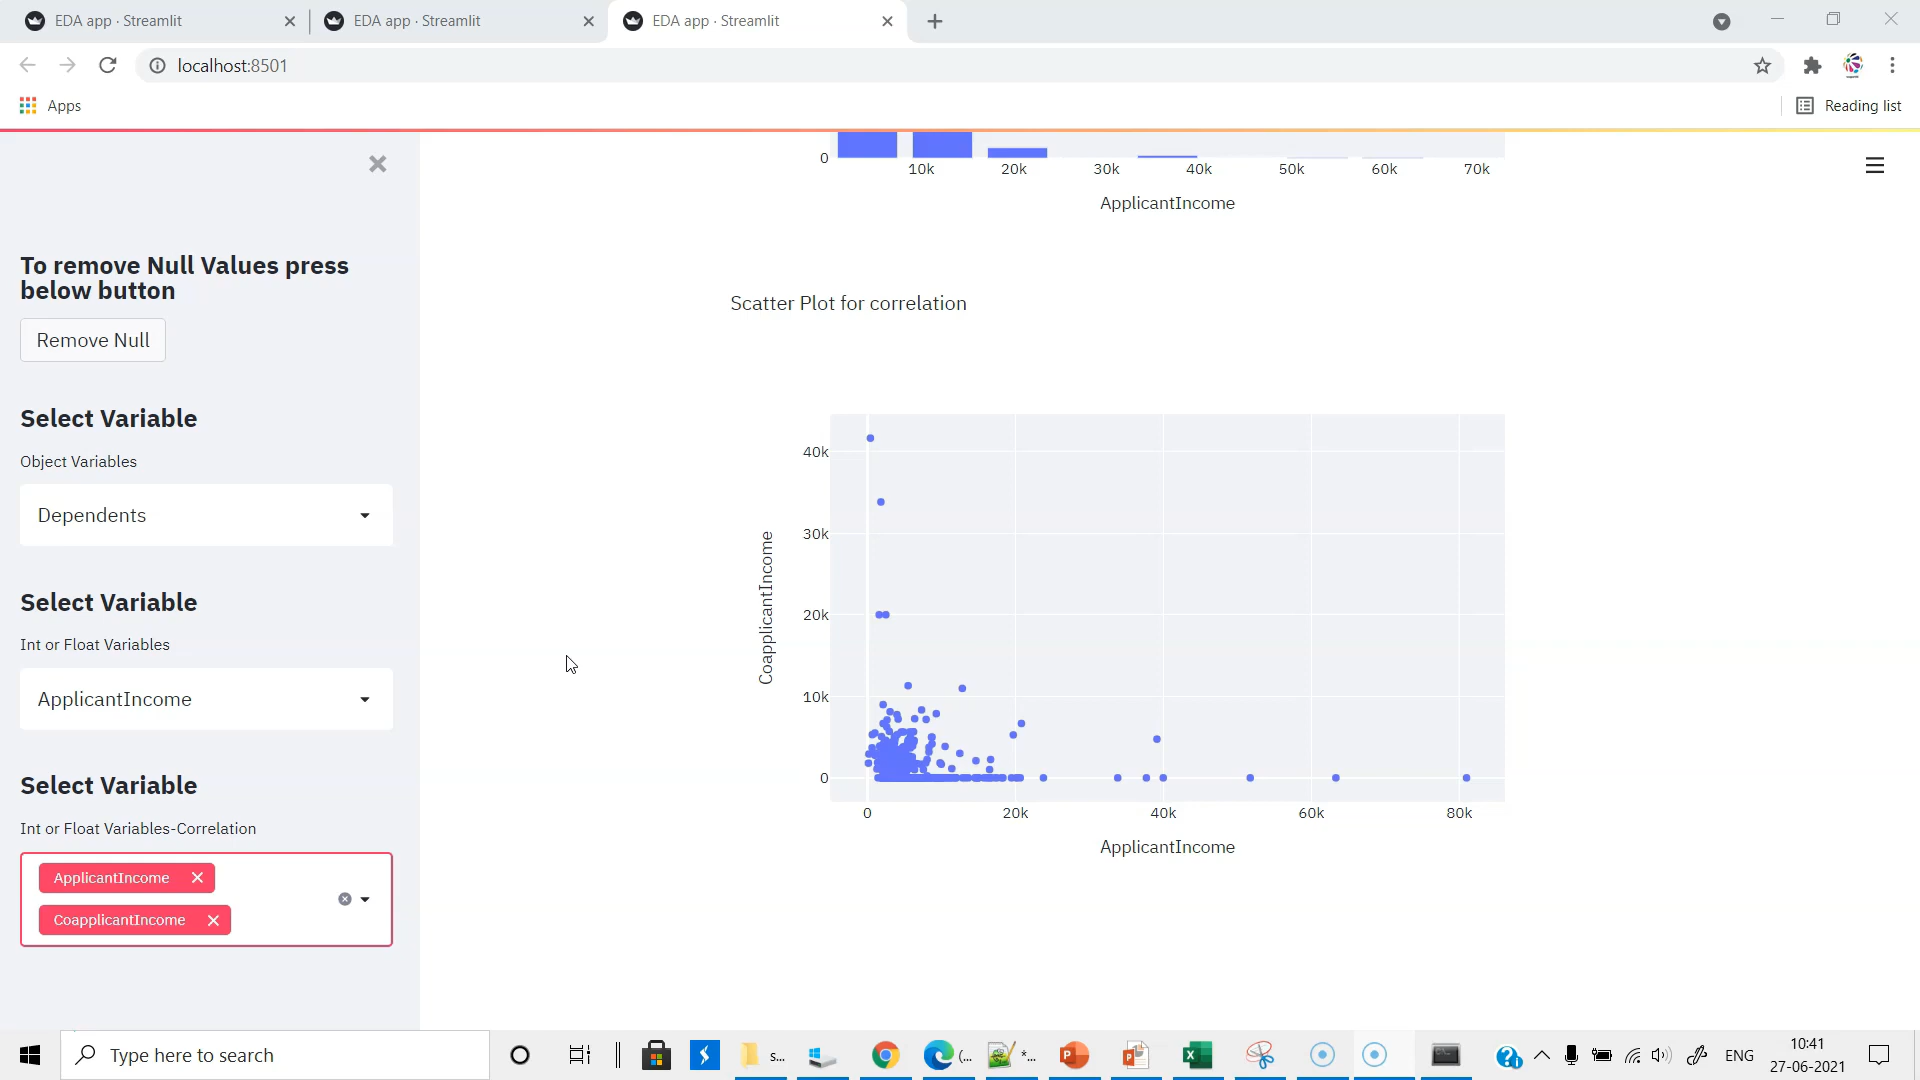 EDA app · Streamlit
EDA app · Streamlit
EDA app · Streamlit
localhost:8501
Apps
Reading list
To remove Null Values press
below button
Remove Null
Select Variable
Object Variables
Dependents
Select Variable
Int or Float Variables
ApplicantIncome
Select Variable
Int or Float Variables-Correlation
ApplicantIncome
CoapplicantIncome
0
10k 20k 30k 40k 50k 60k 70k
ApplicantIncome
Scatter Plot for correlation
40k
30k
20k
10k
0
CoapplicantIncome
0 20k 40k 60k 80k
ApplicantIncome
Type here to search
s...
(...
*...
ENG
10:41
27-06-2021